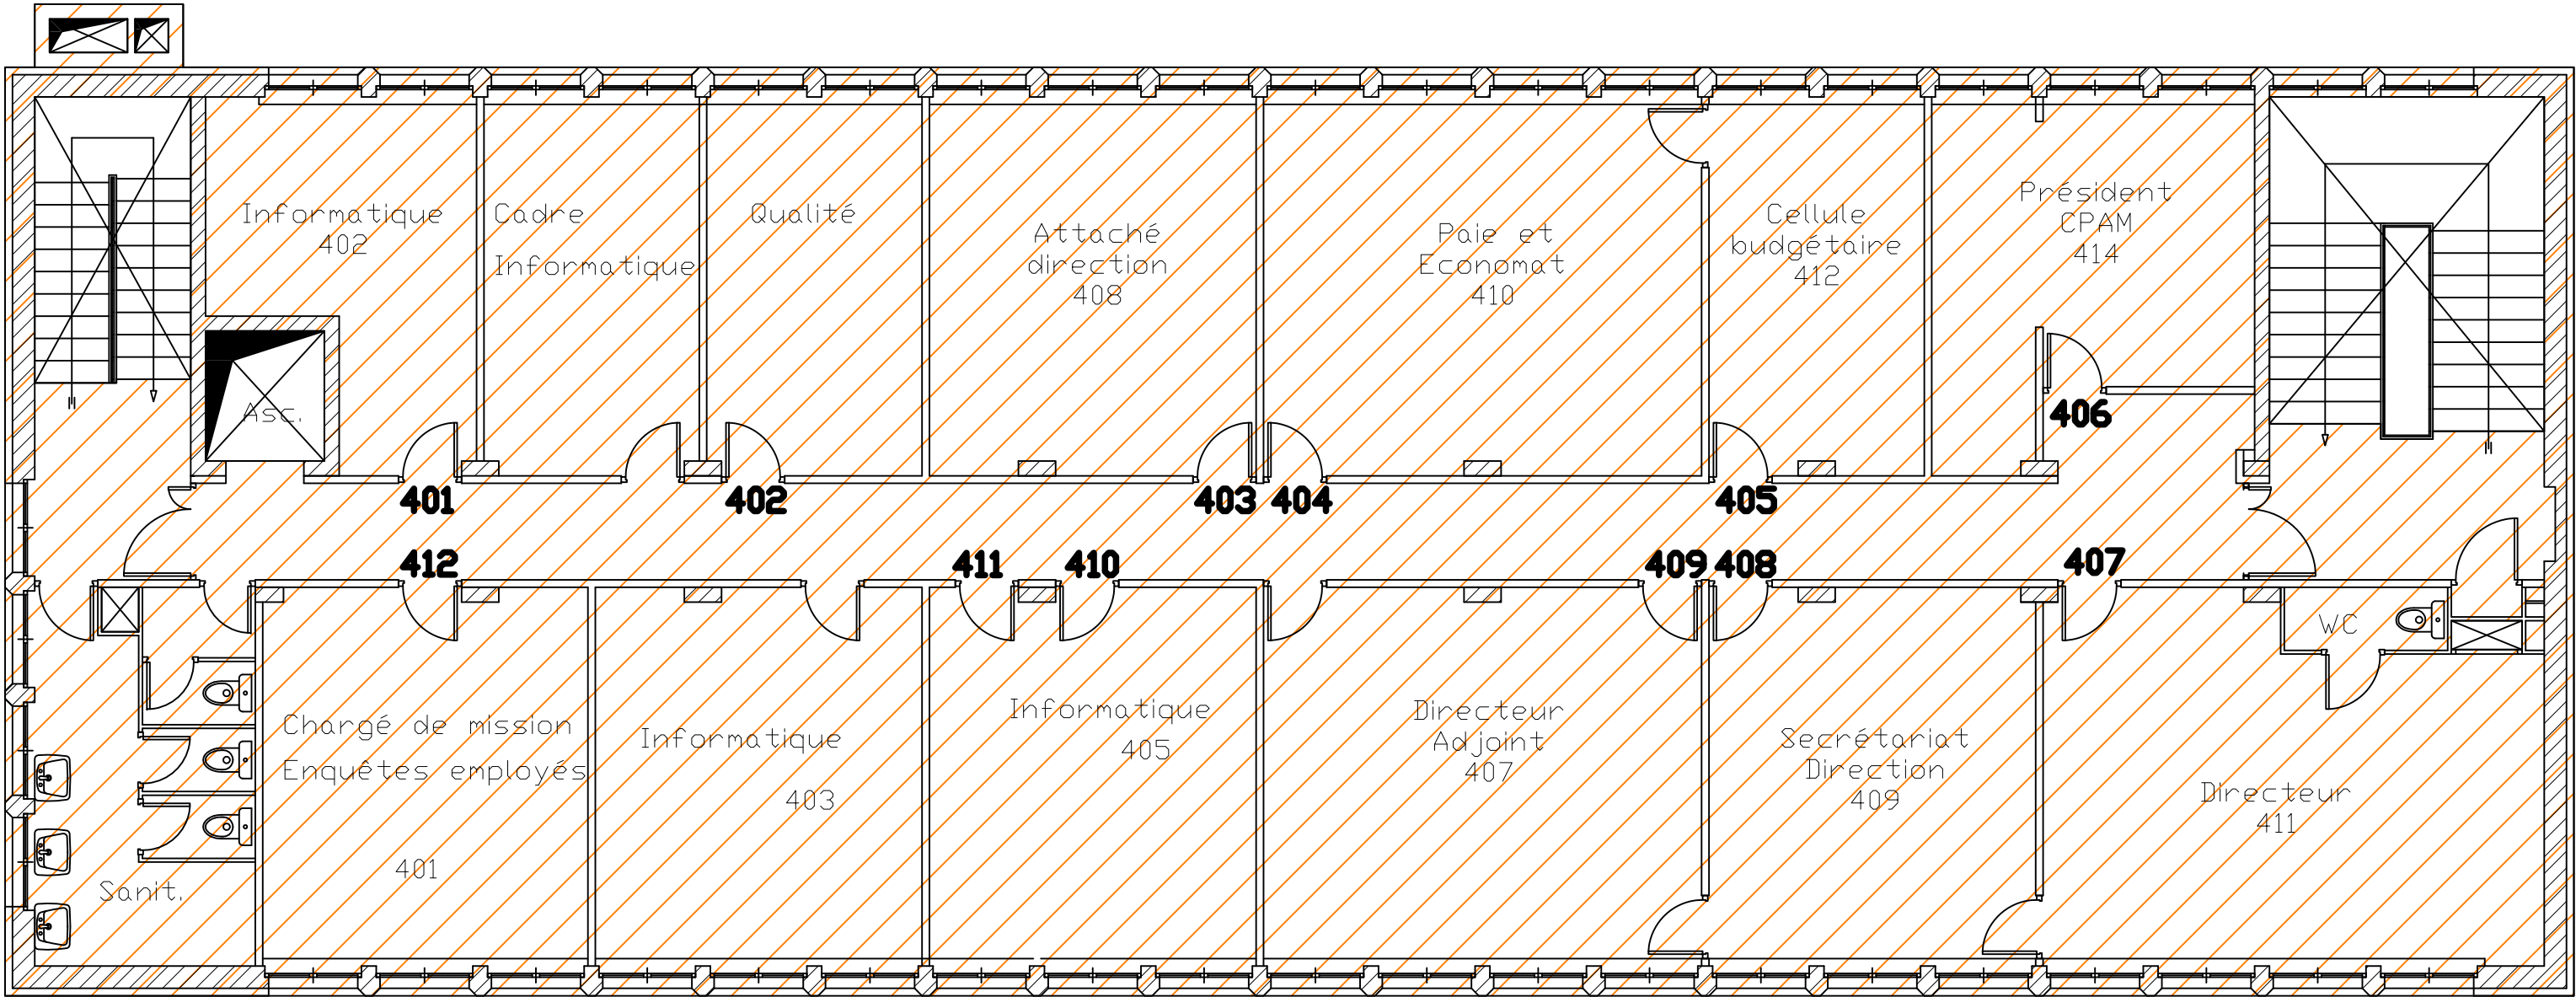 Informatique
402
Cadre
Informatique
Qualité
Attaché
direction
408
Paie et
Economat
410
Cellule
budgétaire
412
Président
CPAM
414
Asc.
406
401
402
403
404
405
412
411
410
409
408
407
WC
Chargé de mission
Enquêtes employés
401
Informatique
403
Informatique
405
Directeur
Adjoint
407
Secrétariat
Direction
409
Directeur
411
Sanit.